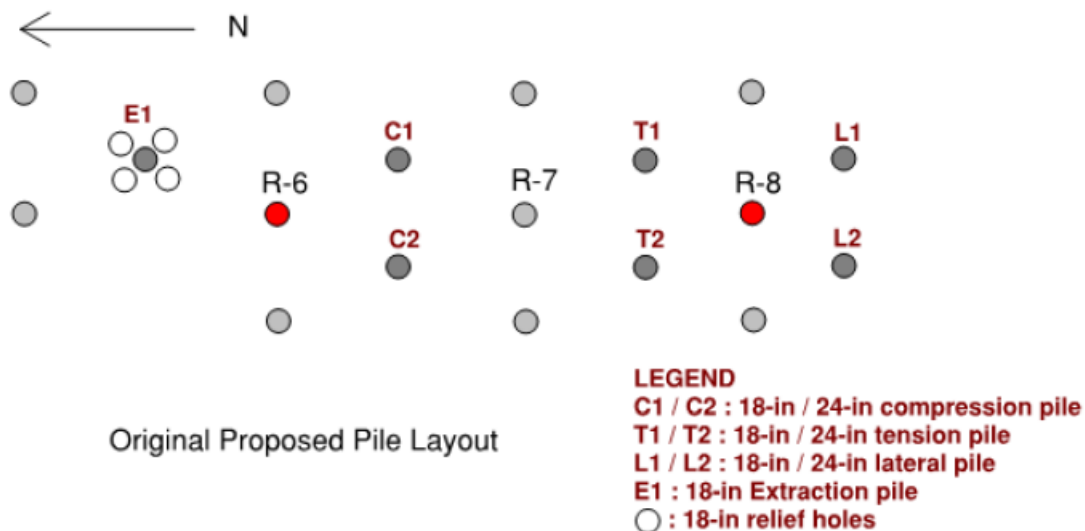 N
E1
C1
T1
L1
R-6
R-7
R-8
C2
T2
L2
LEGEND
C1 / C2 : 18-in / 24-in compression pile
T1 / T2 : 18-in / 24-in tension pile
L1 / L2 : 18-in / 24-in lateral pile
E1 : 18-in Extraction pile
: 18-in relief holes
Original Proposed Pile Layout